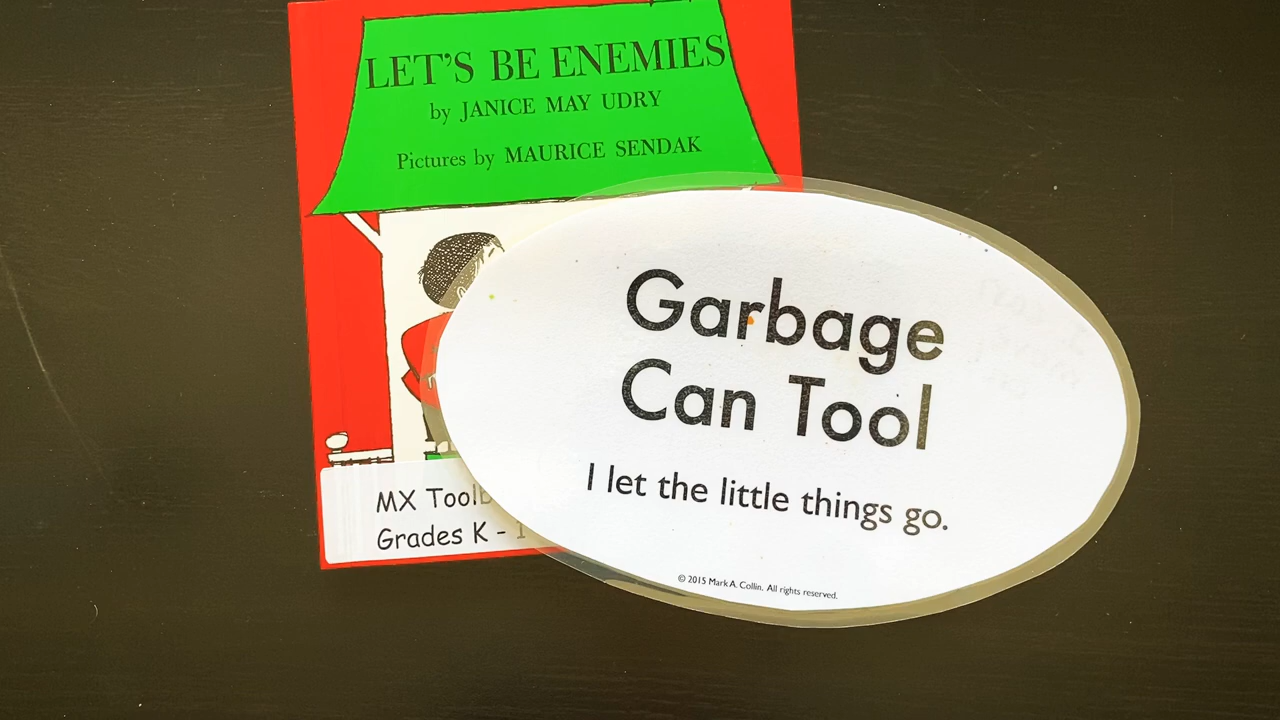 LET'S BE ENEMIES
by JANICE MAY UDRY
Pictures by MAURICE SENDAK
Garbage
Can Tool
I let the little things go.
© 2015 Mark A. Collin. All rights reserved.
MX
Grades K - 1